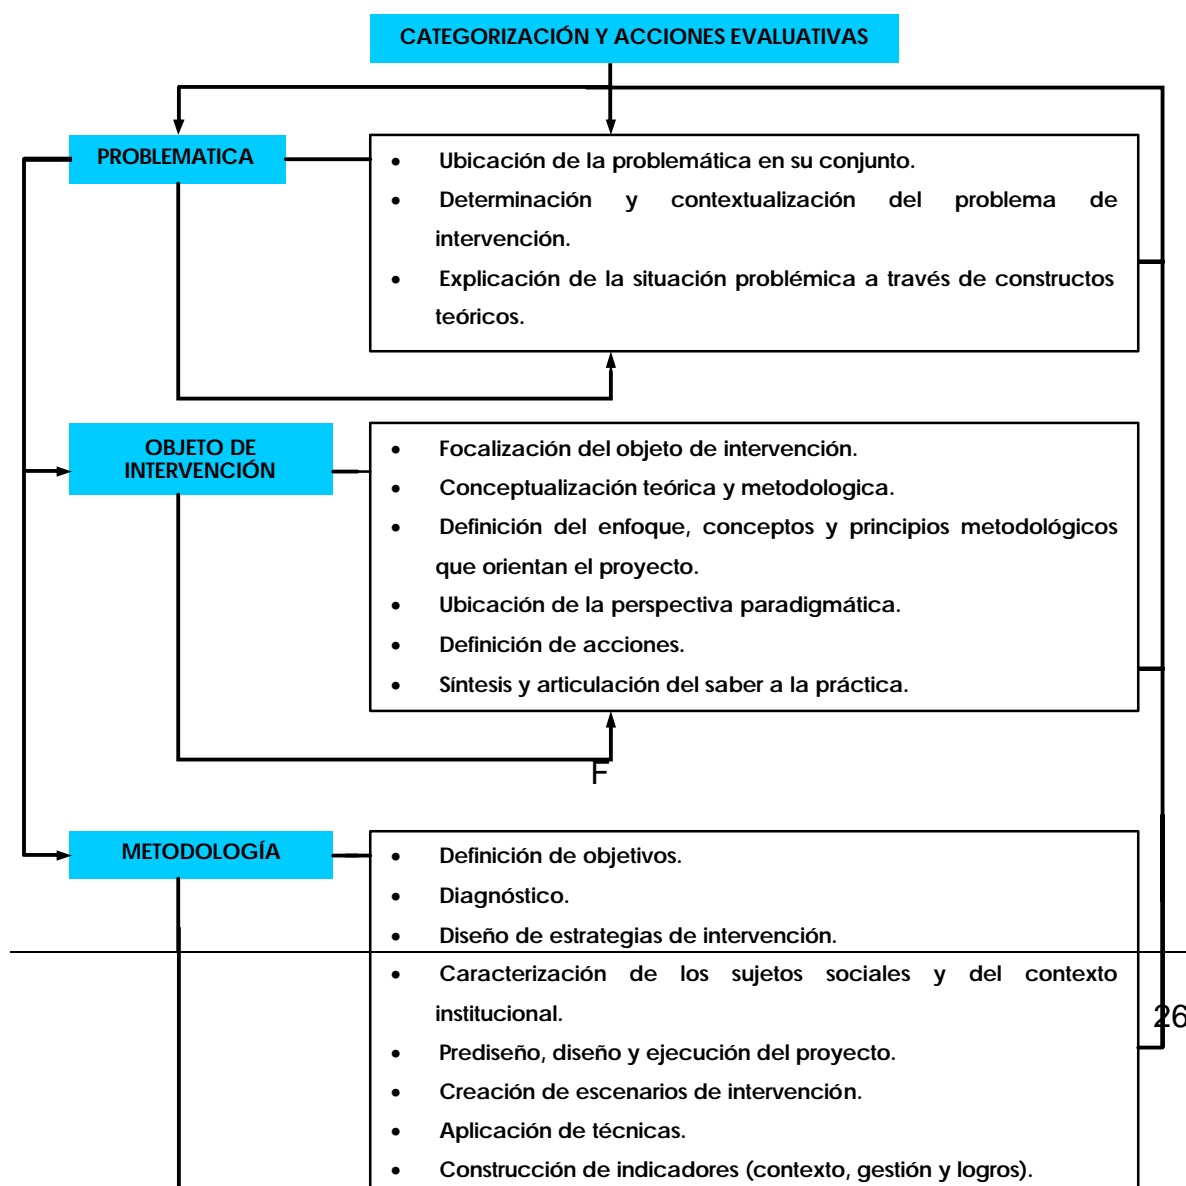 CATEGORIZACIÓN Y ACCIONES EVALUATIVAS
PROBLEMATICA
• Ubicación de la problemática en su conjunto.
• Determinación y contextualización del problema de
intervención.
• Explicación de la situación problémica a través de constructos
teóricos.
OBJETO DE
INTERVENCIÓN
• Focalización del objeto de intervención.
• Conceptualización teórica y metodologica.
• Definición del enfoque, conceptos y principios metodológicos
que orientan el proyecto.
• Ubicación de la perspectiva paradigmática.
• Definición de acciones.
• Síntesis y articulación del saber a la práctica.
F
METODOLOGÍA
• Definición de objetivos.
• Diagnóstico.
• Diseño de estrategias de intervención.
• Caracterización de los sujetos sociales y del contexto
institucional.
26
• Prediseño, diseño y ejecución del proyecto.
• Creación de escenarios de intervención.
• Aplicación de técnicas.
• Construcción de indicadores (contexto, gestión y logros).